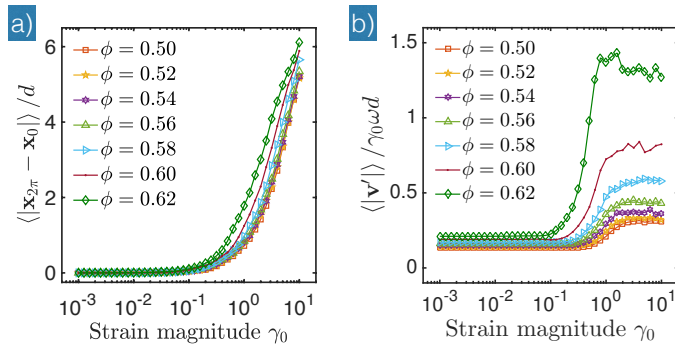 a)
⟨|x₂π − x₀|⟩/d
6
4
2
0
ϕ = 0.50
ϕ = 0.52
ϕ = 0.54
ϕ = 0.56
ϕ = 0.58
ϕ = 0.60
ϕ = 0.62
10⁻³ 10⁻² 10⁻¹ 10⁰ 10¹
Strain magnitude γ₀
b)
⟨|v′|⟩/γ₀ωd
1.5
1
0.5
0
ϕ = 0.50
ϕ = 0.52
ϕ = 0.54
ϕ = 0.56
ϕ = 0.58
ϕ = 0.60
ϕ = 0.62
10⁻³ 10⁻² 10⁻¹ 10⁰ 10¹
Strain magnitude γ₀